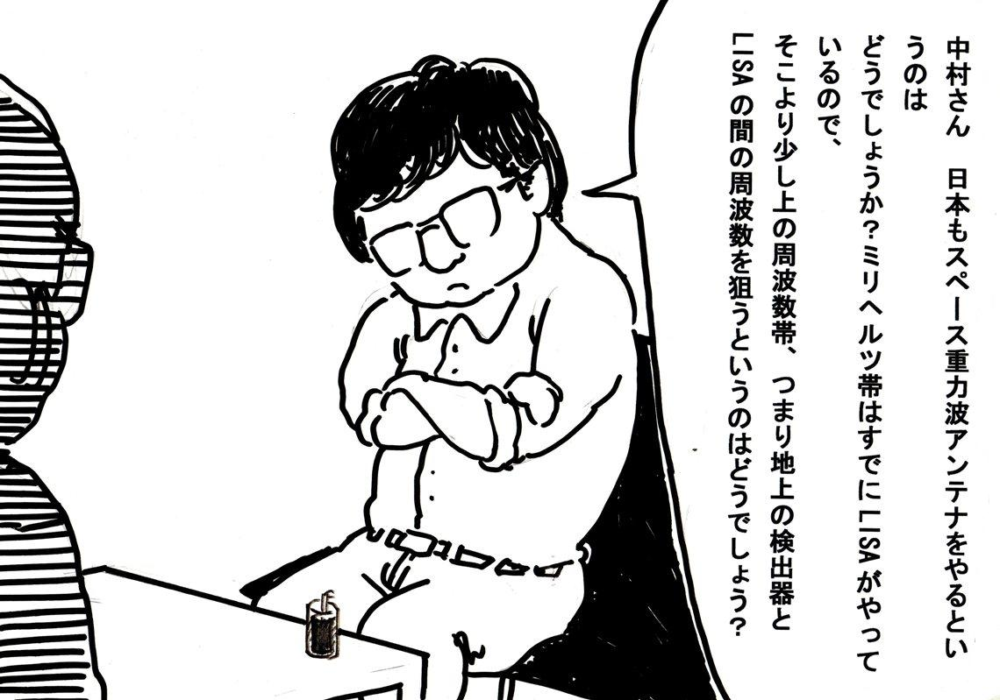 中村さん　日本もスペース重力波アンテナをやるとい
うのは
どうでしょうか？ミリヘルツ帯はすでにLISAがやって
いるので、
そこより少し上の周波数帯、つまり地上の検出器と
LISAの間の周波数を狙うというのはどうでしょう？